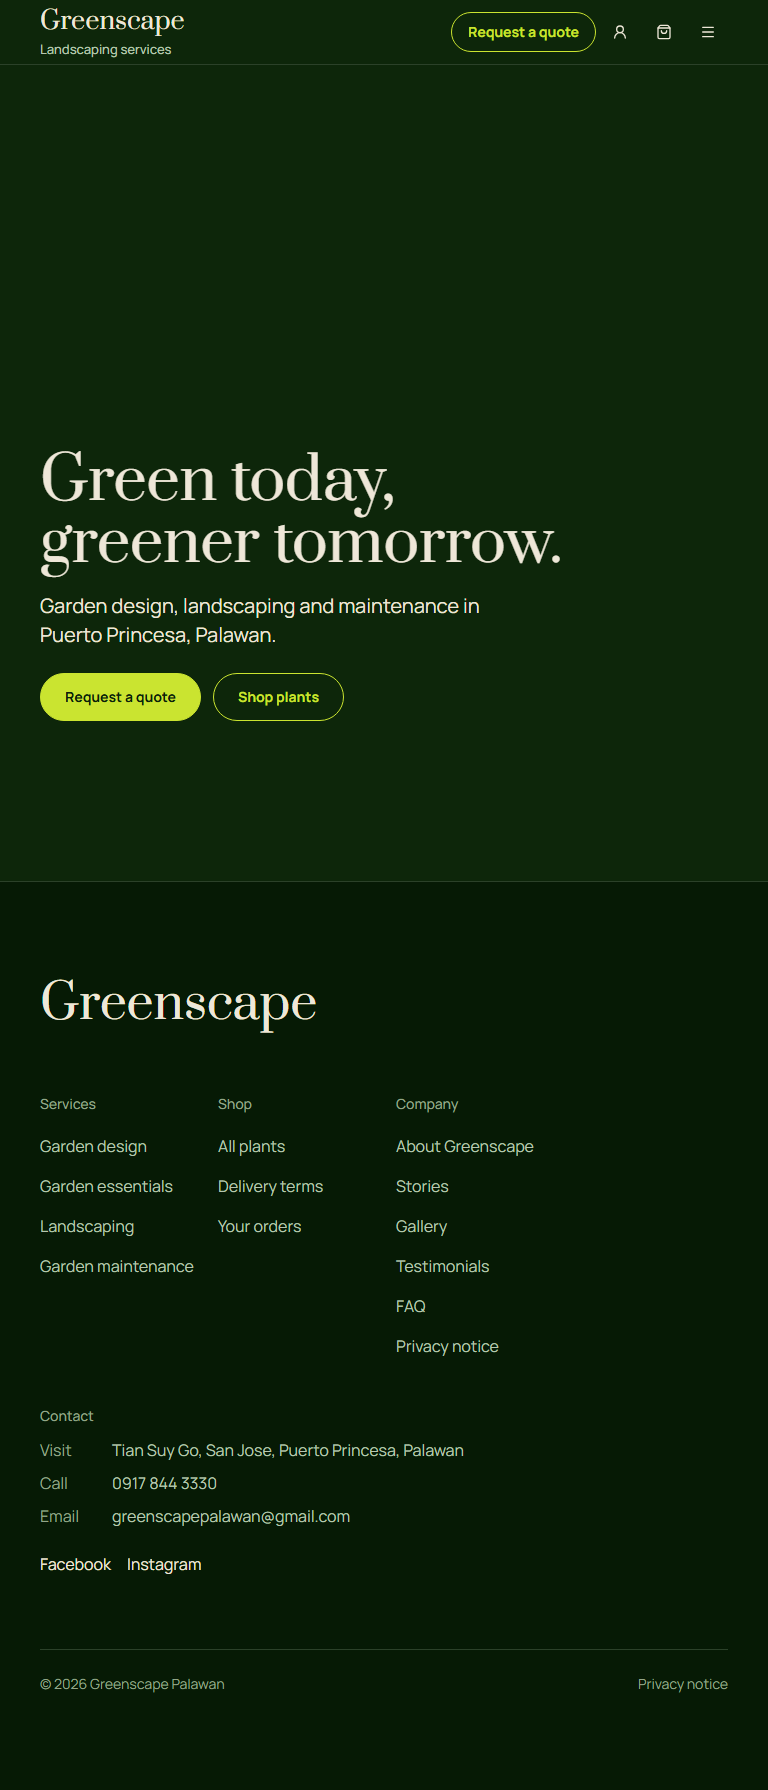 Greenscape
Landscaping services
Request a quote
Green today,
greener tomorrow.
Garden design, landscaping and maintenance in
Puerto Princesa, Palawan.
Request a quote
Shop plants
Greenscape
Services
Garden design
Garden essentials
Landscaping
Garden maintenance
Shop
All plants
Delivery terms
Your orders
Company
About Greenscape
Stories
Gallery
Testimonials
FAQ
Privacy notice
Contact
Visit Tian Suy Go, San Jose, Puerto Princesa, Palawan
Call 0917 844 3330
Email greenscapepalawan@gmail.com
Facebook Instagram
© 2026 Greenscape Palawan
Privacy notice